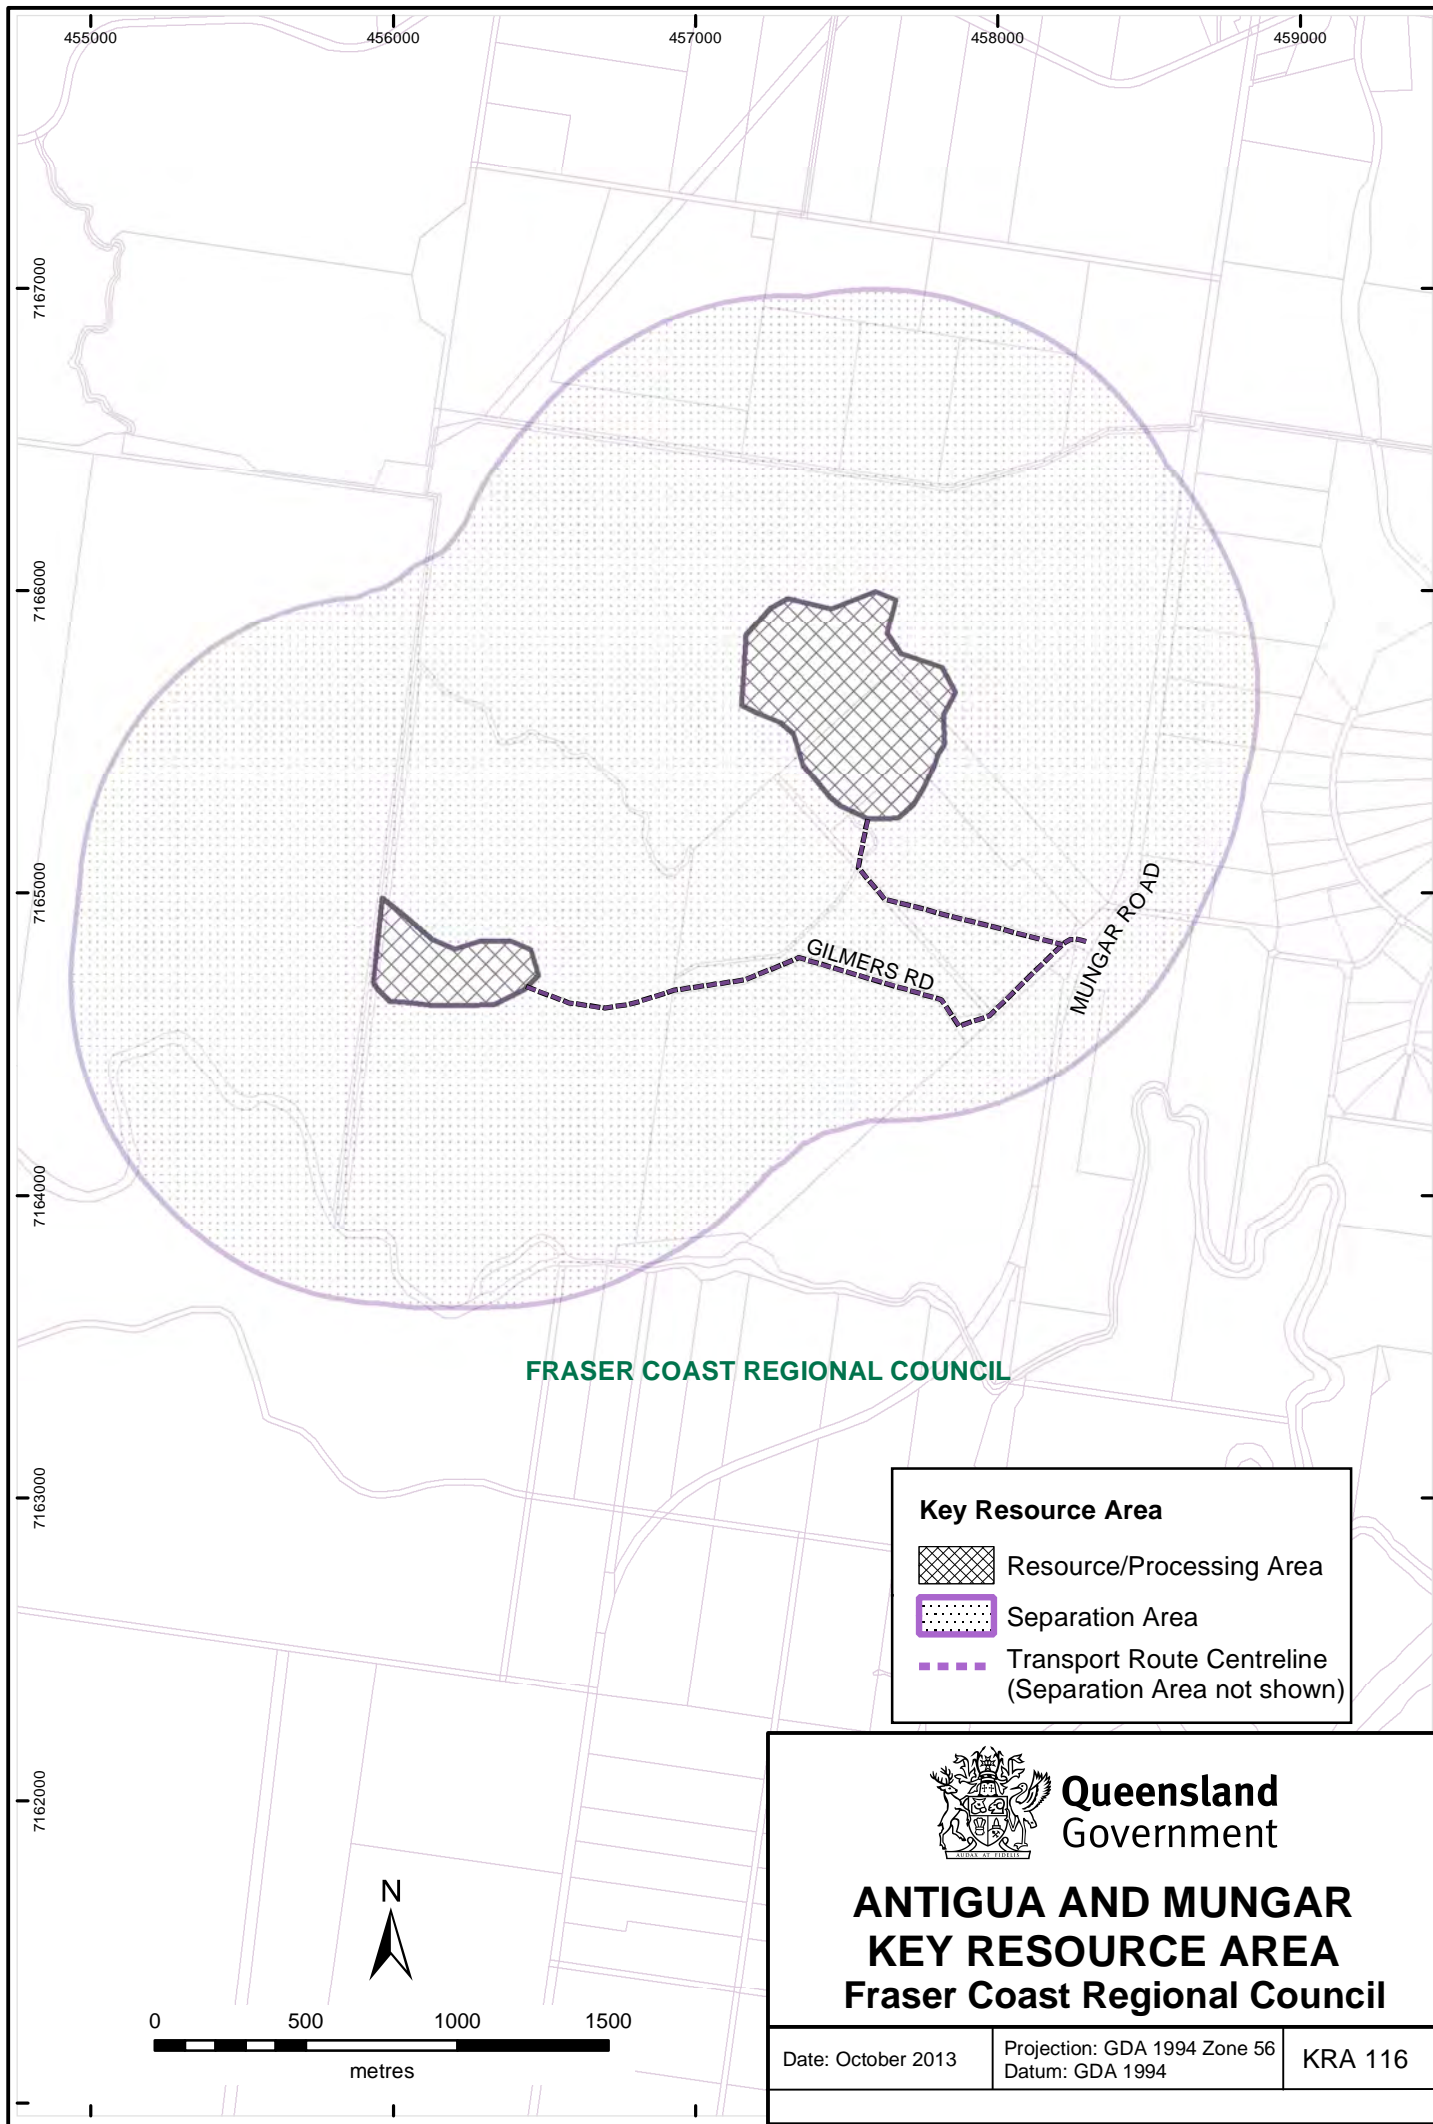 455000
456000
457000
458000
459000
7167000
7166000
7165000
7164000
7163000
7162000
GILMERS RD
MUNGAR ROAD
FRASER COAST REGIONAL COUNCIL
Key Resource Area
Resource/Processing Area
Separation Area
Transport Route Centreline
(Separation Area not shown)
N
0 500 1000 1500
metres
AUDAX AT FIDELIS
Queensland
Government
ANTIGUA AND MUNGAR
KEY RESOURCE AREA
Fraser Coast Regional Council
Date: October 2013
Projection: GDA 1994 Zone 56
Datum: GDA 1994
KRA 116